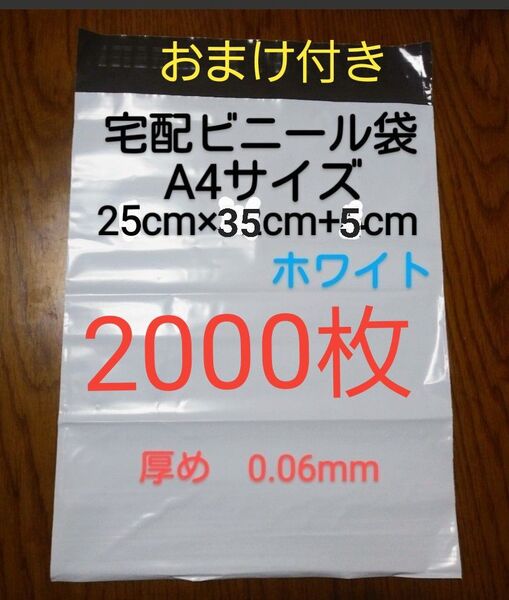 おまけ付き
宅配ビニール袋
A4サイズ
25cm×35cm+5cm
ホワイト
2000枚
厚め 0.06mm